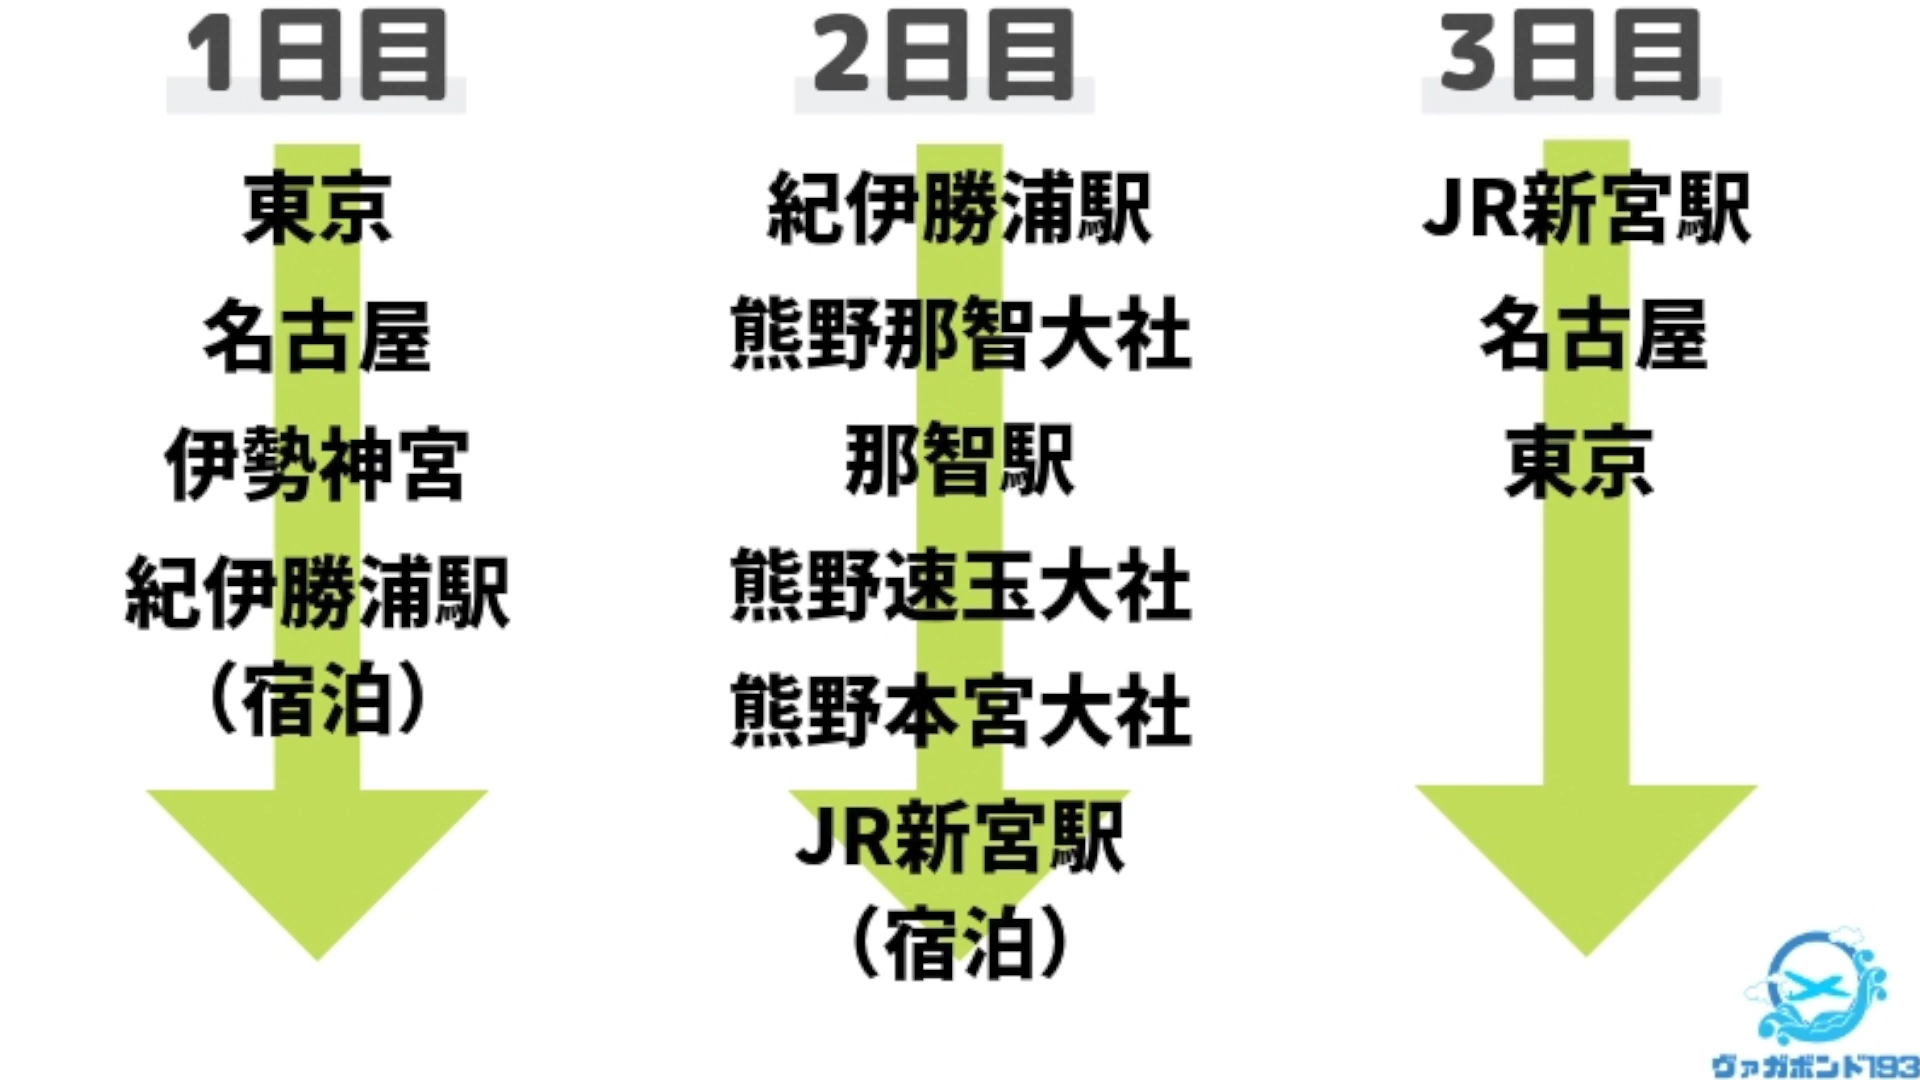 1日目
東京
名古屋
伊勢神宮
紀伊勝浦駅
（宿泊）
2日目
紀伊勝浦駅
熊野那智大社
那智駅
熊野速玉大社
熊野本宮大社
JR新宮駅
（宿泊）
3日目
JR新宮駅
名古屋
東京
ヴァガボンド193